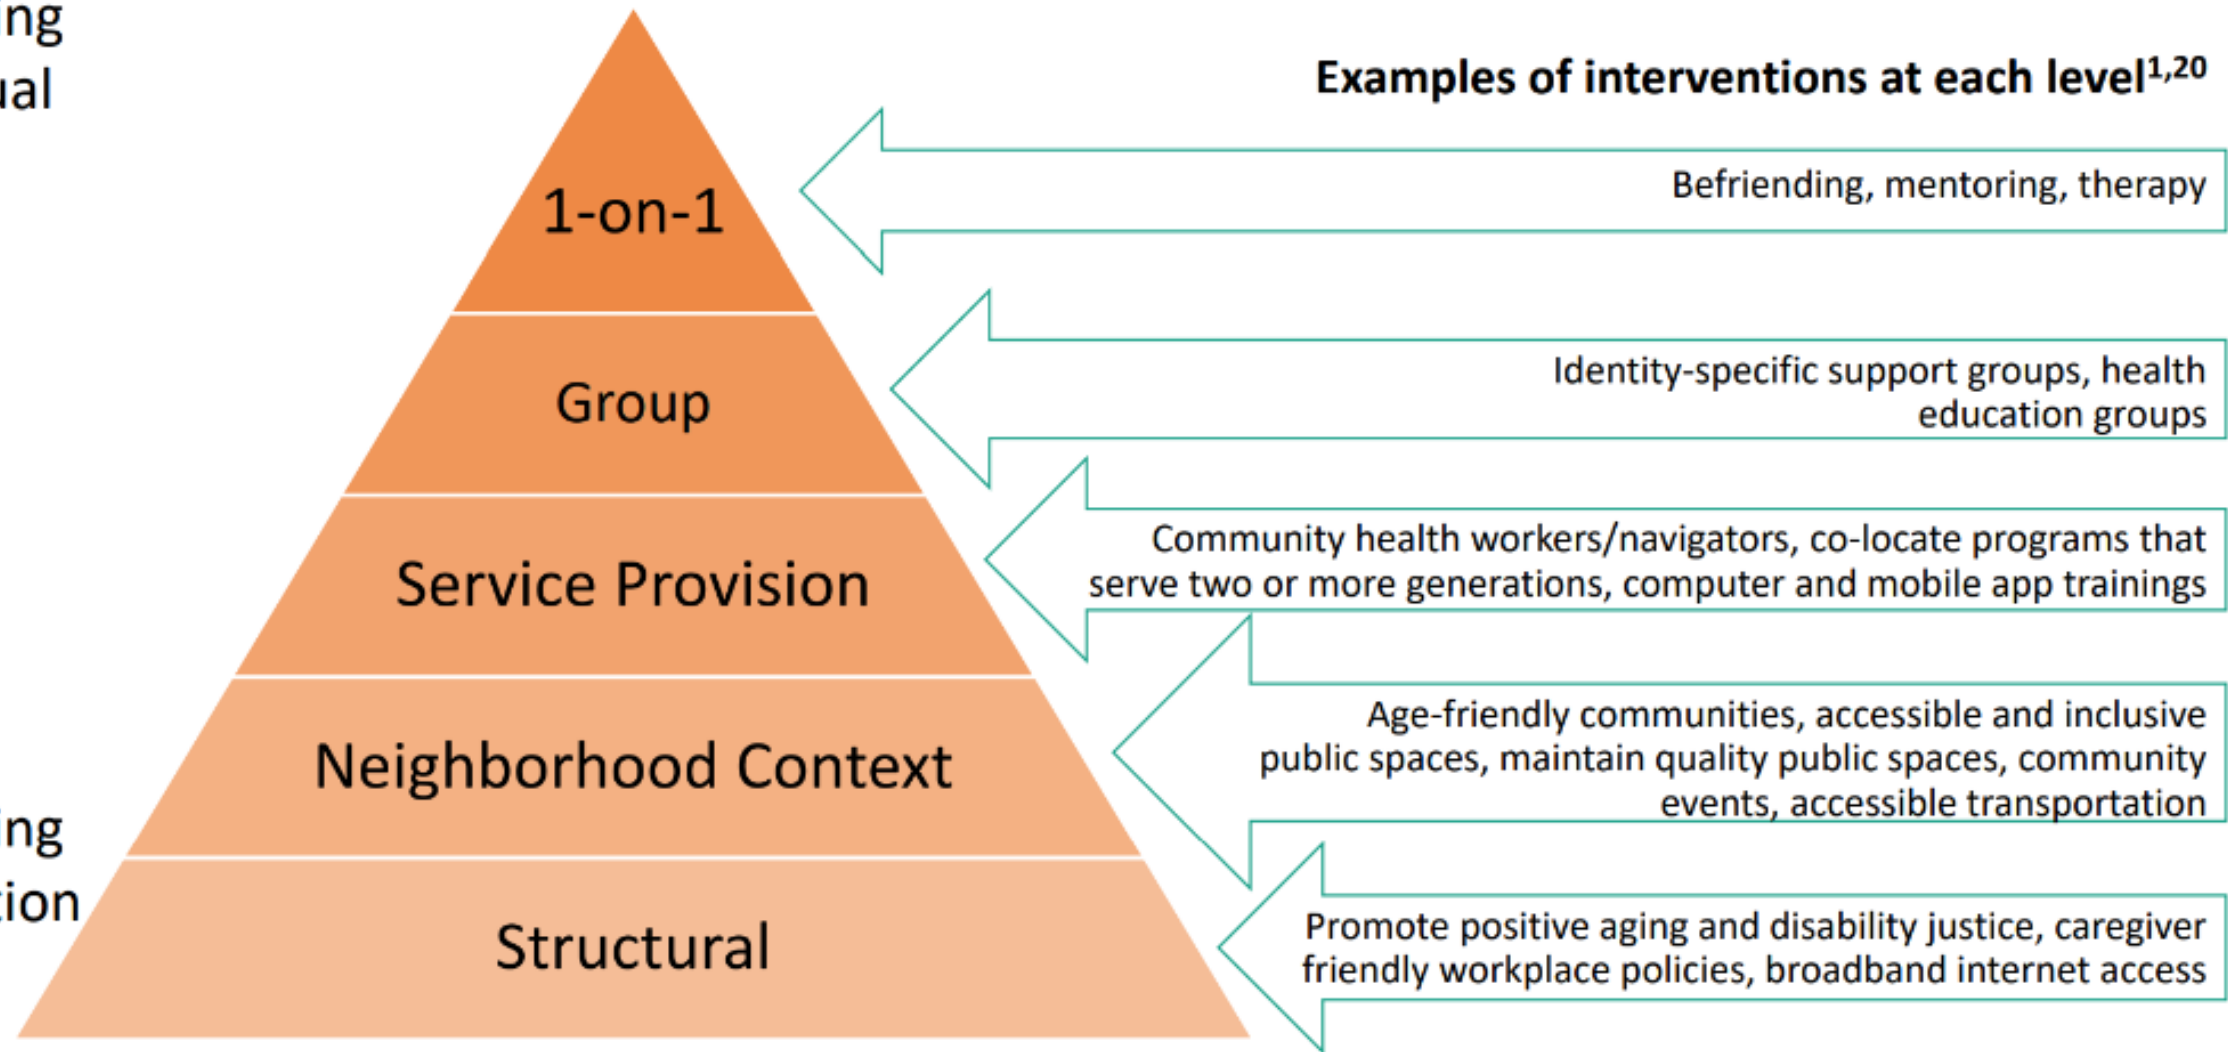 Examples of interventions at each level1,20
1-on-1
Befriending, mentoring, therapy
Group
Identity-specific support groups, health
education groups
Service Provision
Community health workers/navigators, co-locate programs that
serve two or more generations, computer and mobile app trainings
Neighborhood Context
Age-friendly communities, accessible and inclusive
public spaces, maintain quality public spaces, community
events, accessible transportation
Structural
Promote positive aging and disability justice, caregiver
friendly workplace policies, broadband internet access